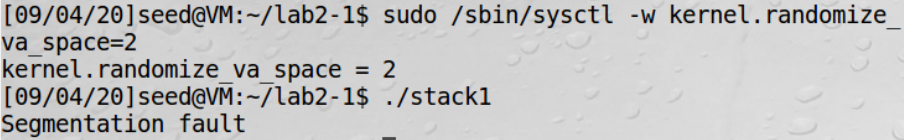 [09/04/20]seed@VM:~/lab2-1$ sudo /sbin/sysctl -w kernel.randomize_
va_space=2
kernel.randomize_va_space = 2
[09/04/20]seed@VM:~/lab2-1$ ./stack1
Segmentation fault